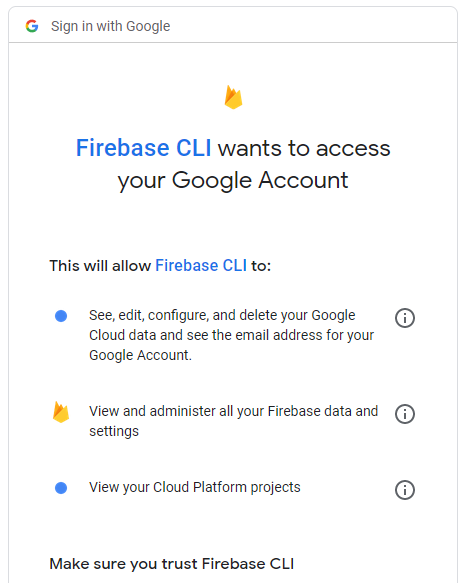 Sign in with Google
Firebase CLI wants to access
your Google Account
This will allow Firebase CLI to:
See, edit, configure, and delete your Google
Cloud data and see the email address for your
Google Account.
View and administer all your Firebase data and
settings
View your Cloud Platform projects
Make sure you trust Firebase CLI